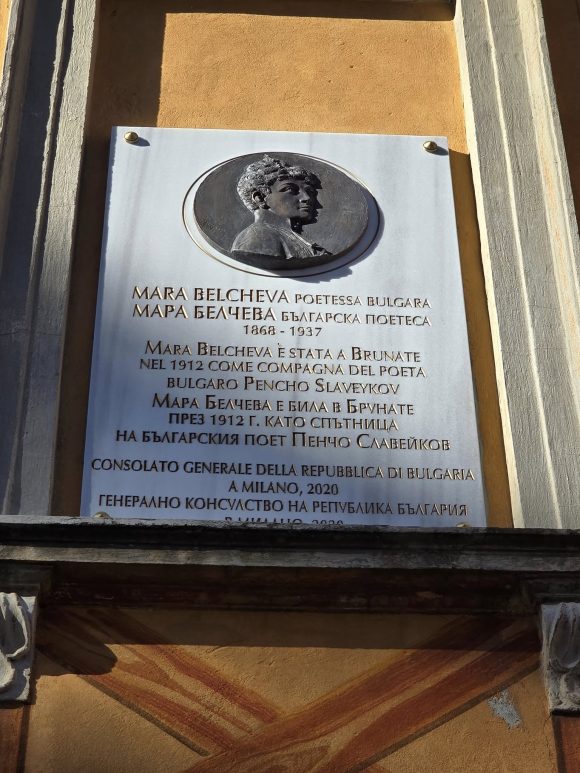 MARA BELCHEVA POETESSA BULGARA
МАРА БЕЛЧЕВА БЪЛГАРСКА ПОЕТЕСА
1868 - 1937
MARA BELCHEVA È STATA A BRUNATE
NEL 1912 COME COMPAGNA DEL POETA
BULGARO PENCHO SLAVEYKOV
МАРА БЕЛЧЕВА Е БИЛА В БРУНАТЕ
ПРЕЗ 1912 Г. КАТО СПЪТНИЦА
НА БЪЛГАРСКИЯ ПОЕТ ПЕНЧО СЛАВЕЙКОВ
CONSOLATO GENERALE DELLA REPUBBLICA DI BULGARIA
A MILANO, 2020
ГЕНЕРАЛНО КОНСУЛСТВО НА РЕПУБЛИКА БЪЛГАРИЯ
В МИЛАНО, 2020